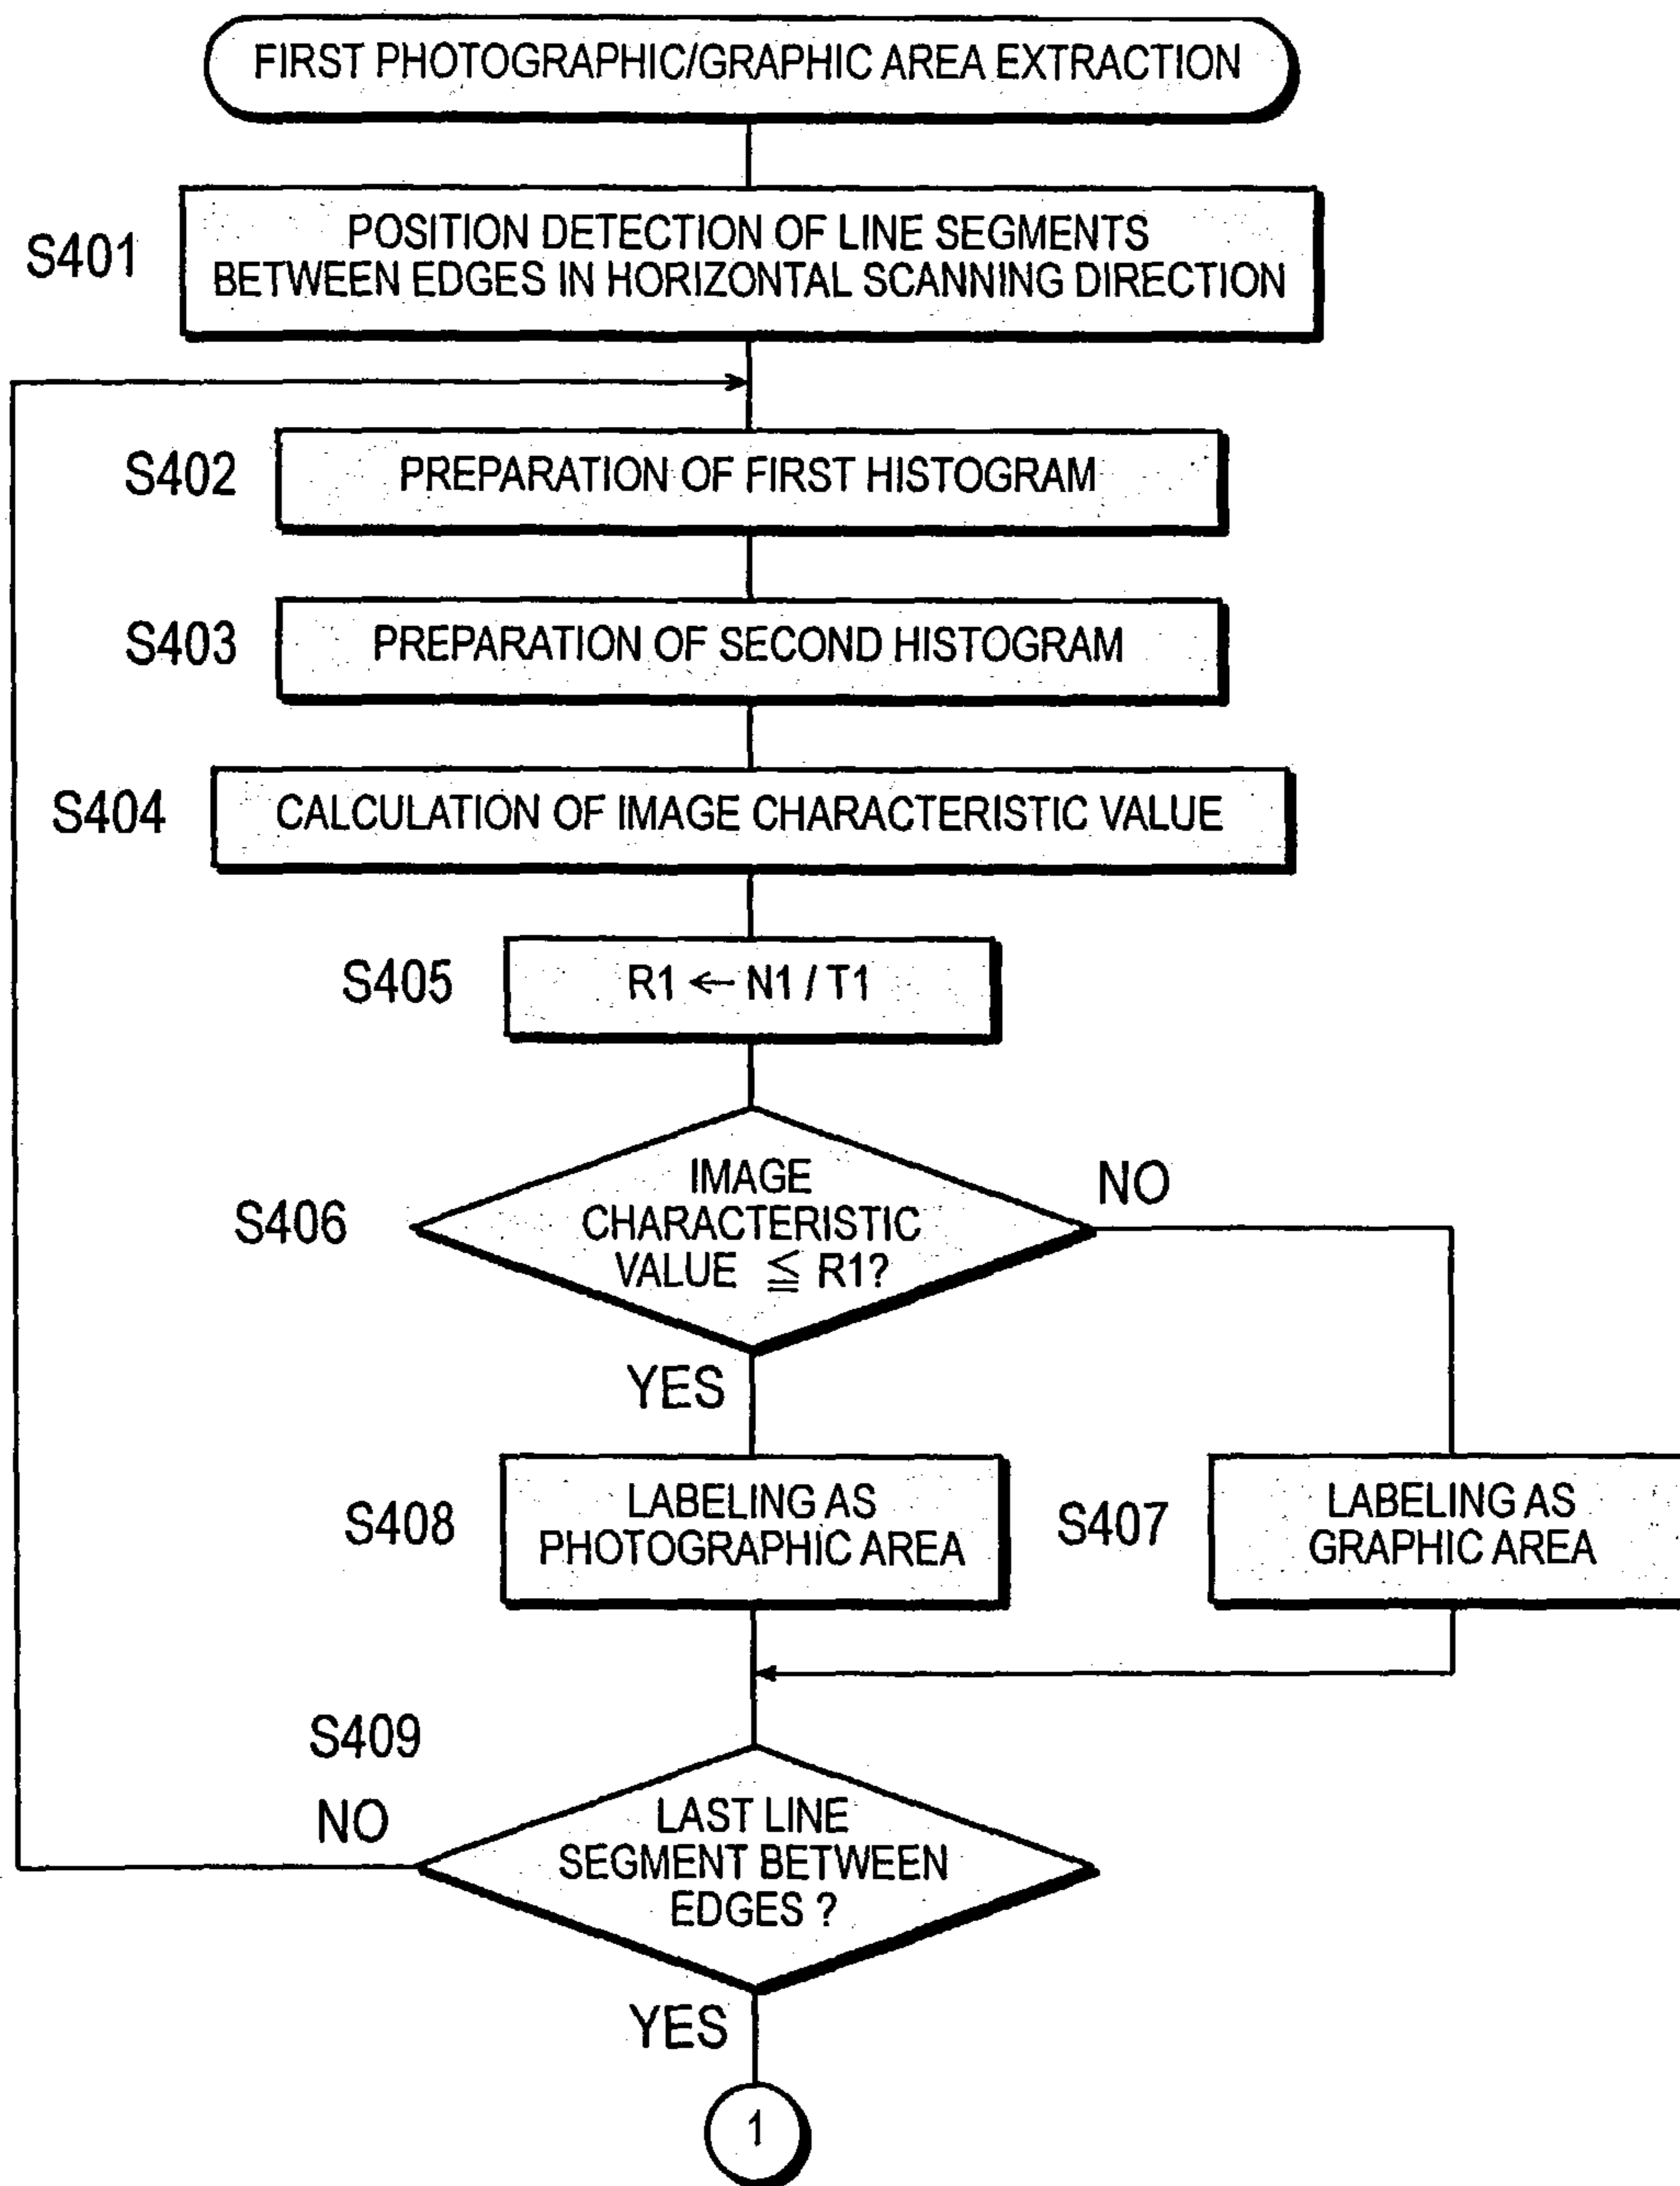 FIRST PHOTOGRAPHIC/GRAPHIC AREA EXTRACTION
S401
POSITION DETECTION OF LINE SEGMENTS
BETWEEN EDGES IN HORIZONTAL SCANNING DIRECTION
S402
PREPARATION OF FIRST HISTOGRAM
S403
PREPARATION OF SECOND HISTOGRAM
S404
CALCULATION OF IMAGE CHARACTERISTIC VALUE
S405
R1 ← N1 / T1
S406
IMAGE
CHARACTERISTIC
VALUE ≦ R1?
NO
YES
S408
LABELING AS
PHOTOGRAPHIC AREA
S407
LABELING AS
GRAPHIC AREA
S409
NO
LAST LINE
SEGMENT BETWEEN
EDGES ?
YES
1